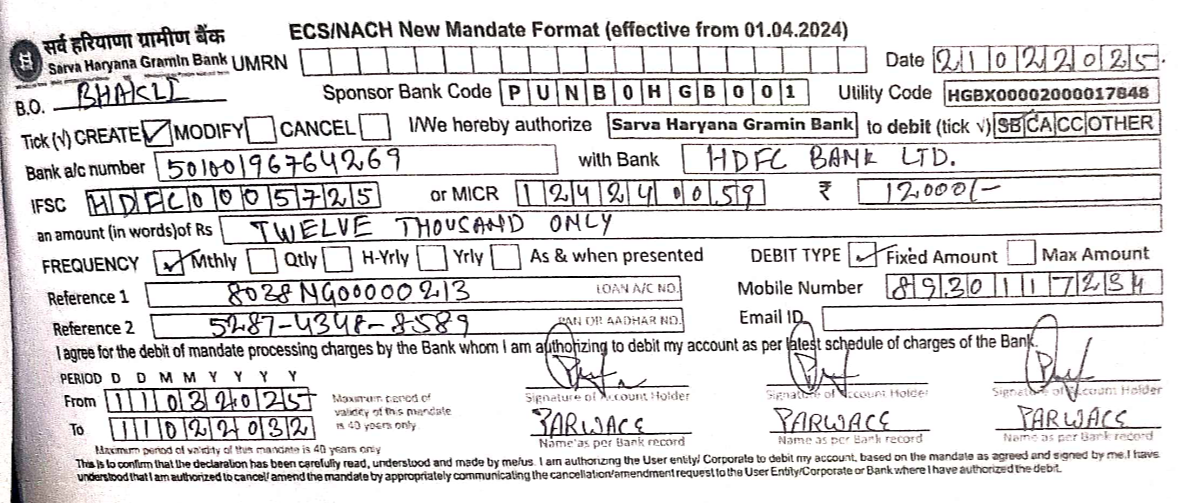 सर्व हरियाणा ग्रामीण बैंक
Sarva Haryana Gramin Bank
ECS/NACH New Mandate Format (effective from 01.04.2024)
UMRN Date 21022025
B.O. BHAKLI Sponsor Bank Code PUNB0HGB001 Utility Code HGBX00002000017848
Tick (√) CREATE ✓ MODIFY CANCEL I/We hereby authorize Sarva Haryana Gramin Bank to debit (tick √) SB CA CC OTHER
Bank a/c number 50100196764269 with Bank HDFC BANK LTD.
IFSC HDFC0005725 or MICR 124240059 ₹ 12000/-
an amount (in words) of Rs TWELVE THOUSAND ONLY
FREQUENCY ✓ Mthly Qtly H-Yrly Yrly As & when presented DEBIT TYPE ✓ Fixed Amount Max Amount
Reference 1 8038NG00000213 LOAN A/C NO. Mobile Number 8930117234
Reference 2 5287-4348-8589 PAN OR AADHAR NO. Email ID
I agree for the debit of mandate processing charges by the Bank whom I am authorizing to debit my account as per latest schedule of charges of the Bank.
PERIOD D D M M Y Y Y Y
From 11032025 Maximum period of validity of this mandate is 40 years only
To 11022032
Signature of Account Holder Signature of Account Holder Signature of Account Holder
PARWACE PARWACE PARWACE
Name as per Bank record Name as per Bank record Name as per Bank record
Maximum period of validity of this mandate is 40 years only
This is to confirm that the declaration has been carefully read, understood and made by me/us. I am authorizing the User entity/ Corporate to debit my account, based on the mandate as agreed and signed by me. I have
understood that I am authorized to cancel/ amend the mandate by appropriately communicating the cancellation/amendment request to the User Entity/Corporate or Bank where I have authorized the debit.